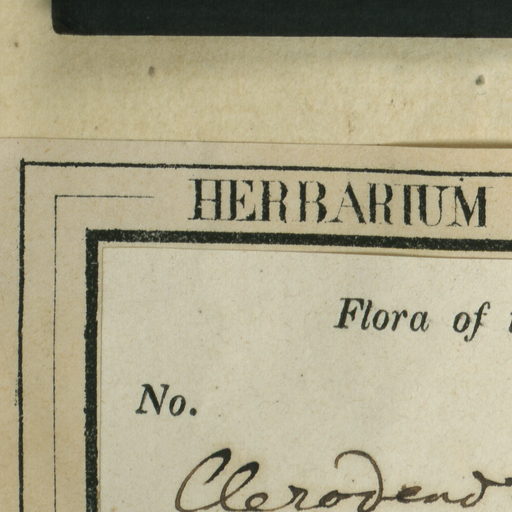 HERBARIUM
Flora of
No.
Clerodend